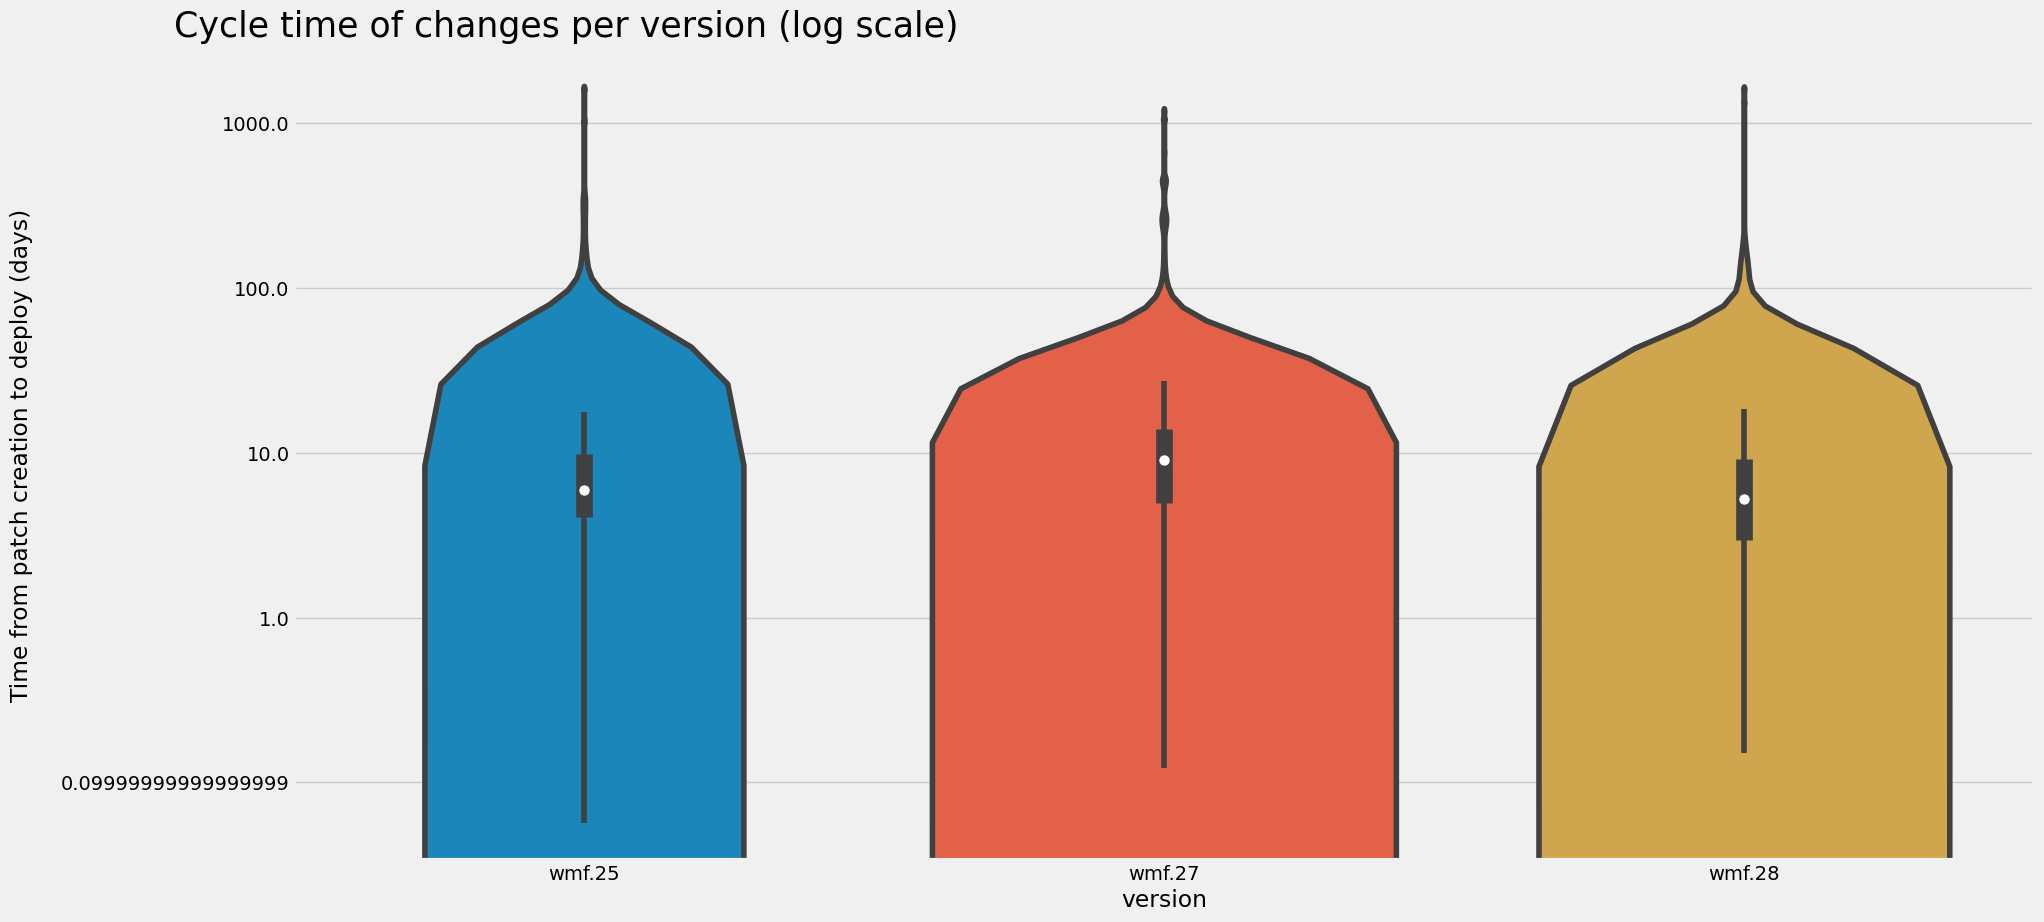 Cycle time of changes per version (log scale)
Time from patch creation to deploy (days)
1000.0
100.0
10.0
1.0
0.09999999999999999
wmf.25
wmf.27
wmf.28
version